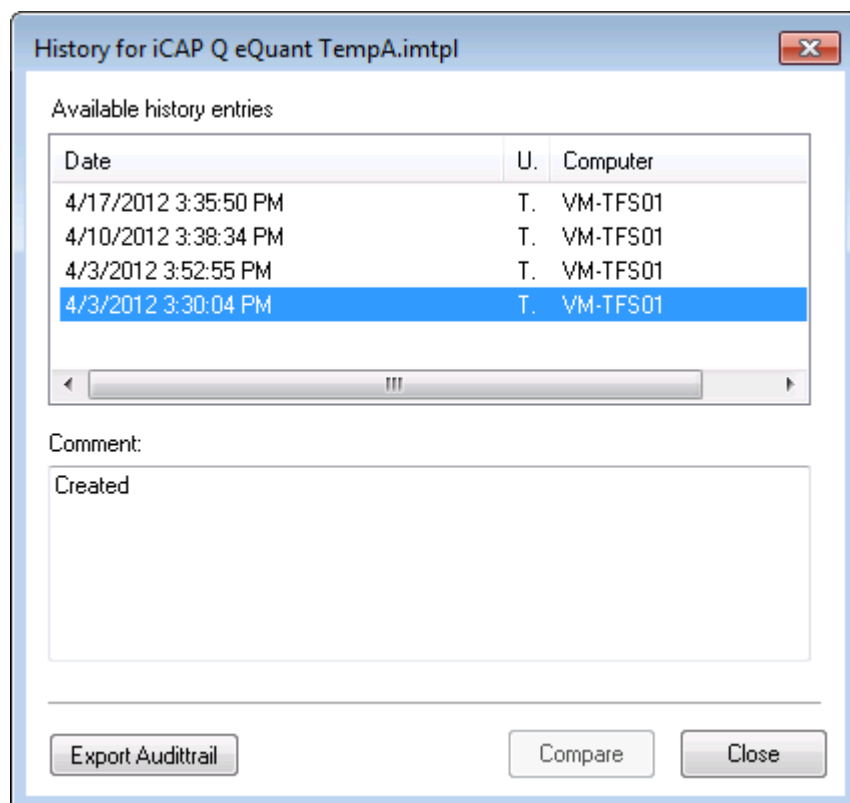 History for iCAP Q eQuant TempA.imtpl
Available history entries
Date U. Computer
4/17/2012 3:35:50 PM T. VM-TFS01
4/10/2012 3:38:34 PM T. VM-TFS01
4/3/2012 3:52:55 PM T. VM-TFS01
4/3/2012 3:30:04 PM T. VM-TFS01
Comment:
Created
Export Audittrail Compare Close